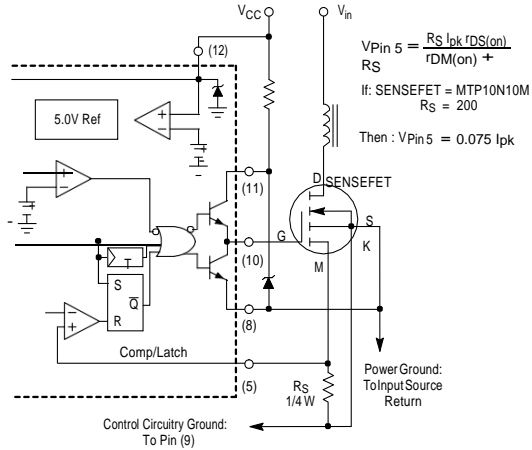 VCC
Vin
(12)
VPin 5 = RS Ipk rDS(on)
rDM(on) +
RS
If: SENSEFET = MTP10N10M
RS = 200
Then : VPin 5 = 0.075 Ipk
5.0V Ref
+
-
(11)
D SENSEFET
S
G
K
(10)
M
T
S
Q
R
(8)
-
+
Comp/Latch
(5)
Power Ground:
To Input Source
Return
RS
1/4 W
Control Circuitry Ground:
To Pin (9)